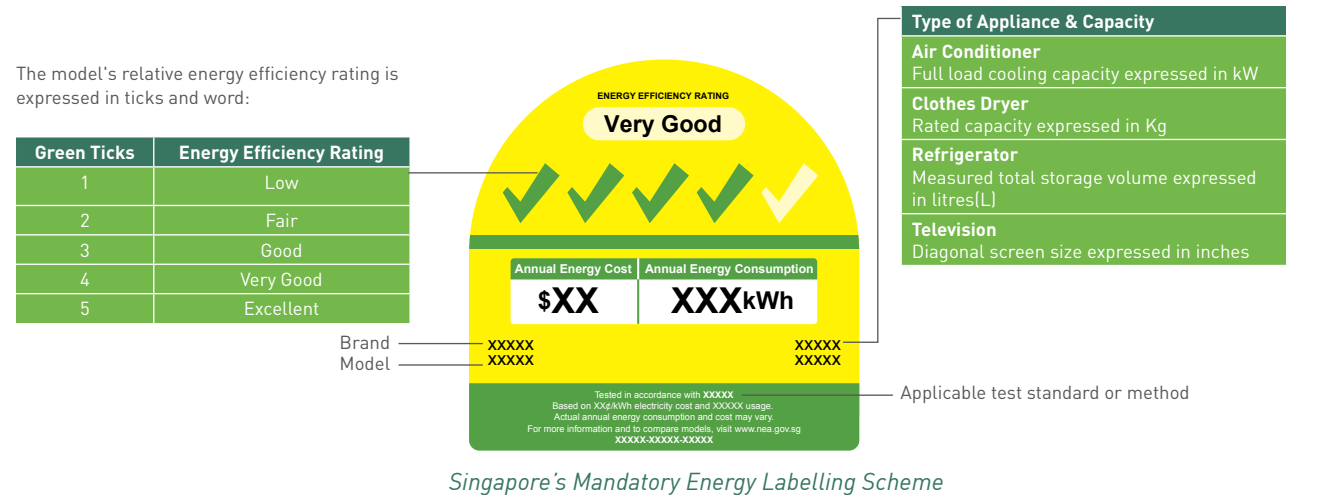 The model's relative energy efficiency rating is
expressed in ticks and word:
Green Ticks Energy Efficiency Rating
1 Low
2 Fair
3 Good
4 Very Good
5 Excellent
ENERGY EFFICIENCY RATING
Very Good
Annual Energy Cost Annual Energy Consumption
$XX XXXkWh
Brand XXXXX XXXXX
Model XXXXX XXXXX
Tested in accordance with XXXXX
Based on XX¢/kWh electricity cost and XXXXX usage.
Actual annual energy consumption and cost may vary.
For more information and to compare models, visit www.nea.gov.sg
XXXXX-XXXXX-XXXXX
Type of Appliance & Capacity
Air Conditioner
Full load cooling capacity expressed in kW
Clothes Dryer
Rated capacity expressed in Kg
Refrigerator
Measured total storage volume expressed
in litres(L)
Television
Diagonal screen size expressed in inches
Applicable test standard or method
Singapore's Mandatory Energy Labelling Scheme